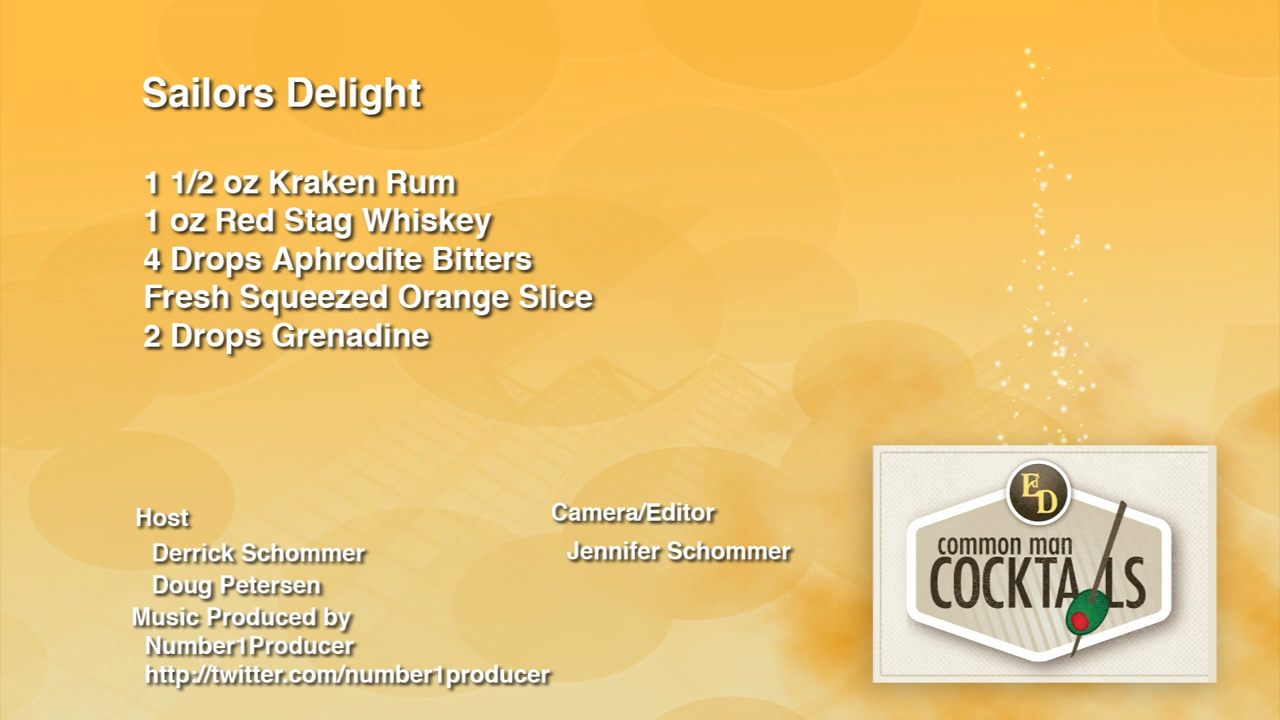 Sailors Delight
1 1/2 oz Kraken Rum
1 oz Red Stag Whiskey
4 Drops Aphrodite Bitters
Fresh Squeezed Orange Slice
2 Drops Grenadine
Host
Derrick Schommer
Doug Petersen
Music Produced by
Number1Producer
http://twitter.com/number1producer
Camera/Editor
Jennifer Schommer
EdD
common man
COCKTAILS